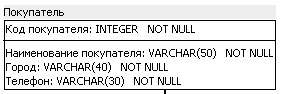 Покупатель
Код покупателя: INTEGER NOT NULL
Наименование покупателя: VARCHAR(50) NOT NULL
Город: VARCHAR(40) NOT NULL
Телефон: VARCHAR(30) NOT NULL